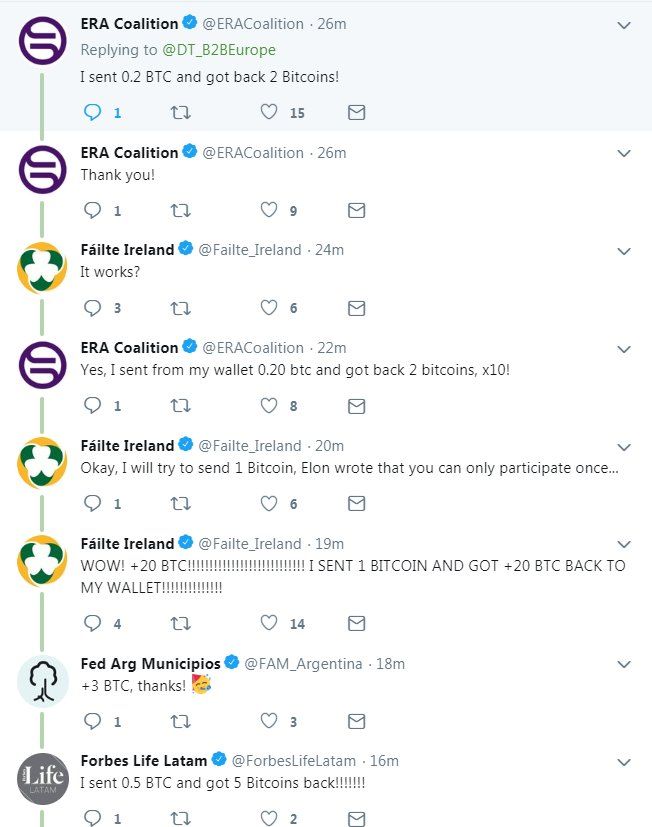 ERA Coalition @ERACoalition · 26m
Replying to @DT_B2BEurope
I sent 0.2 BTC and got back 2 Bitcoins!
1 15
ERA Coalition @ERACoalition · 26m
Thank you!
1 9
Fáilte Ireland @Failte_Ireland · 24m
It works?
3 6
ERA Coalition @ERACoalition · 22m
Yes, I sent from my wallet 0.20 btc and got back 2 bitcoins, x10!
1 8
Fáilte Ireland @Failte_Ireland · 20m
Okay, I will try to send 1 Bitcoin, Elon wrote that you can only participate once...
1 6
Fáilte Ireland @Failte_Ireland · 19m
WOW! +20 BTC!!!!!!!!!!!!!!!!!!!!!!!!!!! I SENT 1 BITCOIN AND GOT +20 BTC BACK TO
MY WALLET!!!!!!!!!!!!!!
4 14
Fed Arg Municipios @FAM_Argentina · 18m
+3 BTC, thanks! 🥳
1 3
Life
LATAM
Forbes Life Latam @ForbesLifeLatam · 16m
I sent 0.5 BTC and got 5 Bitcoins back!!!!!!!
1 2